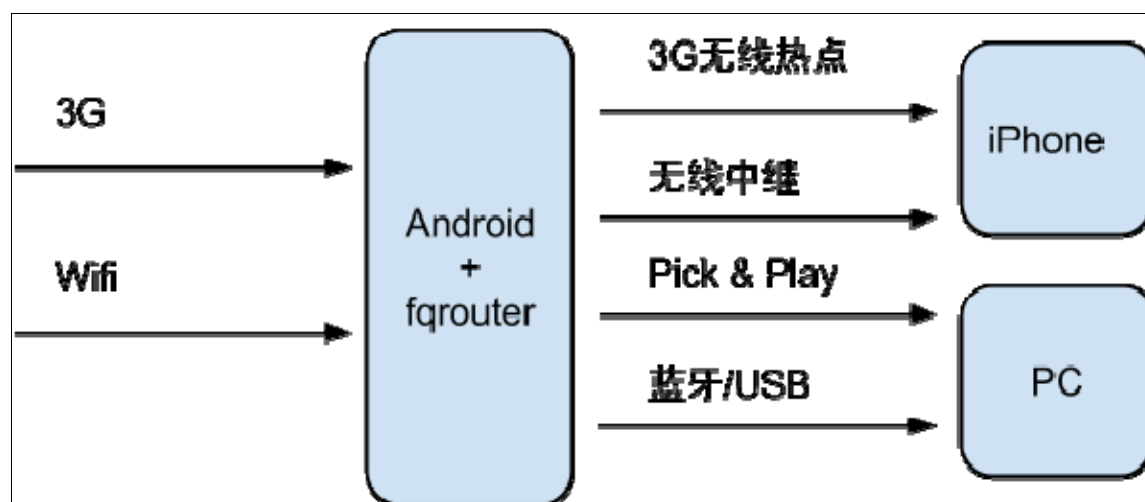 3G
Wifi
Android
+
fqrouter
3G无线热点
无线中继
Pick & Play
蓝牙/USB
iPhone
PC